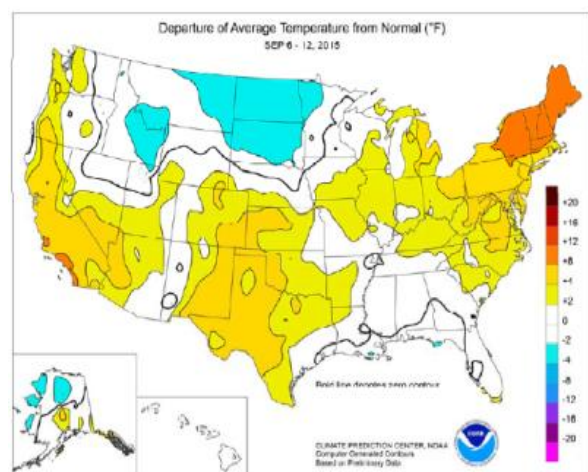 Departure of Average Temperature from Normal (°F)
SEP 6 - 12, 2015
+20
+16
+12
+8
+4
+2
0
-2
-4
-8
-12
-16
-20
Bold line denotes zero contour
CLIMATE PREDICTION CENTER, NOAA
Computer Generated Contours
Based on Preliminary Data